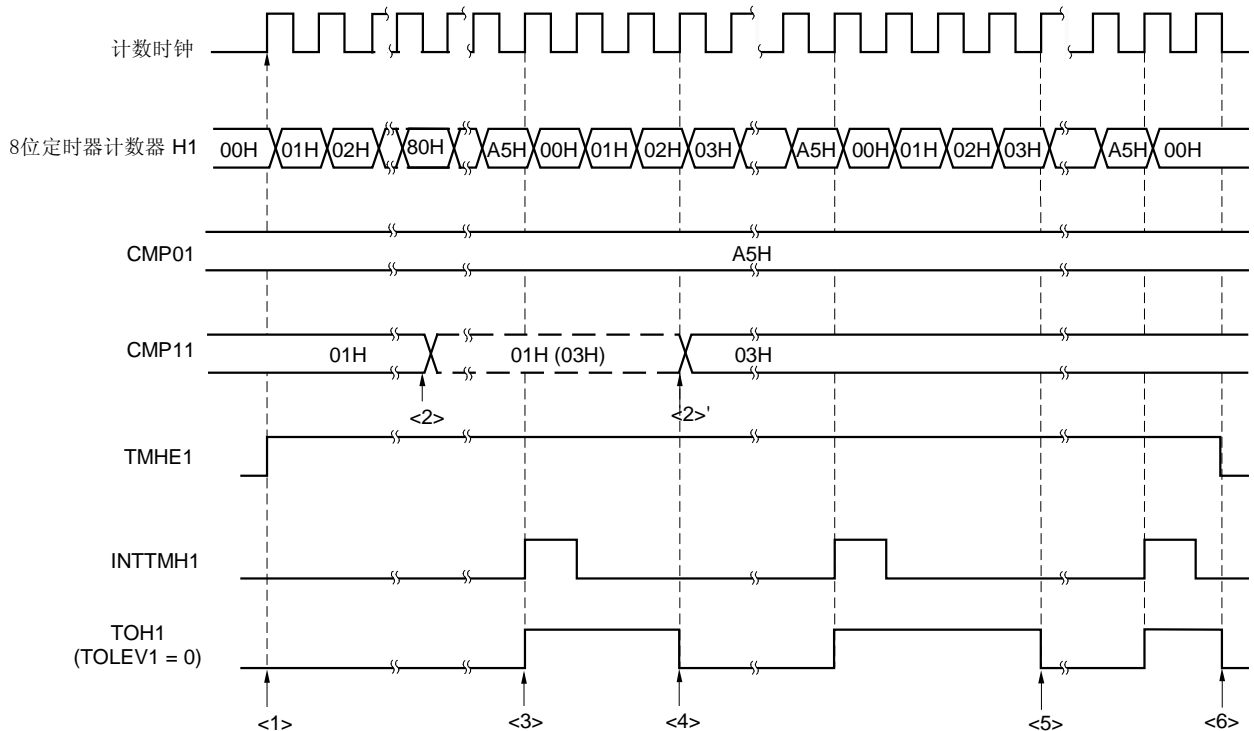 计数时钟
8位定时器计数器 H1
00H 01H 02H 80H A5H 00H 01H 02H 03H A5H 00H 01H 02H 03H A5H 00H
CMP01
A5H
CMP11
01H 01H (03H) 03H
<2> <2>'
TMHE1
INTTMH1
TOH1
(TOLEV1 = 0)
<1> <3> <4> <5> <6>